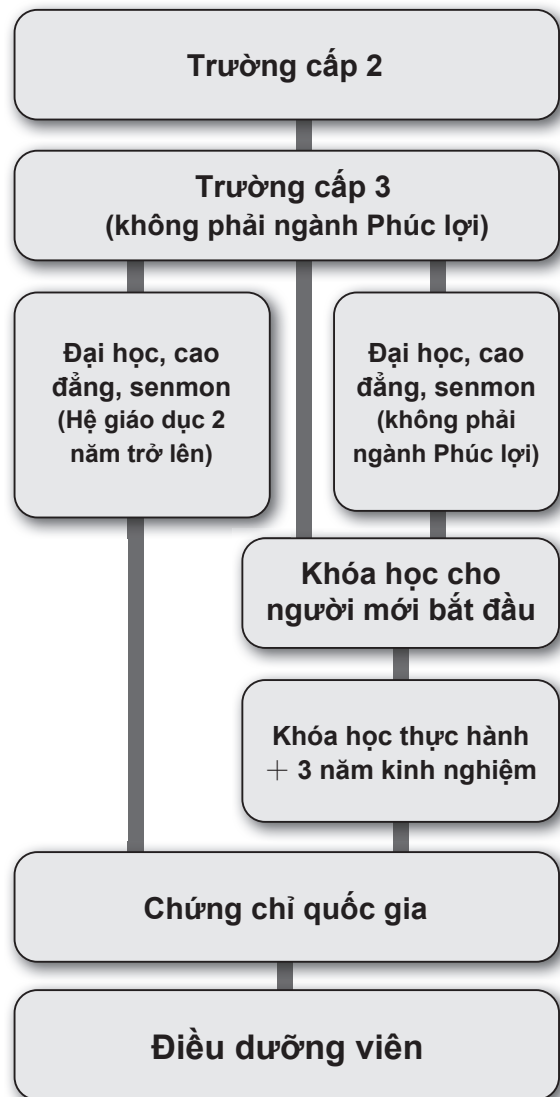 Trường cấp 2
Trường cấp 3
(không phải ngành Phúc lợi)
Đại học, cao
đẳng, senmon
(Hệ giáo dục 2
năm trở lên)
Đại học, cao
đẳng, senmon
(không phải
ngành Phúc lợi)
Khóa học cho
người mới bắt đầu
Khóa học thực hành
+ 3 năm kinh nghiệm
Chứng chỉ quốc gia
Điều dưỡng viên